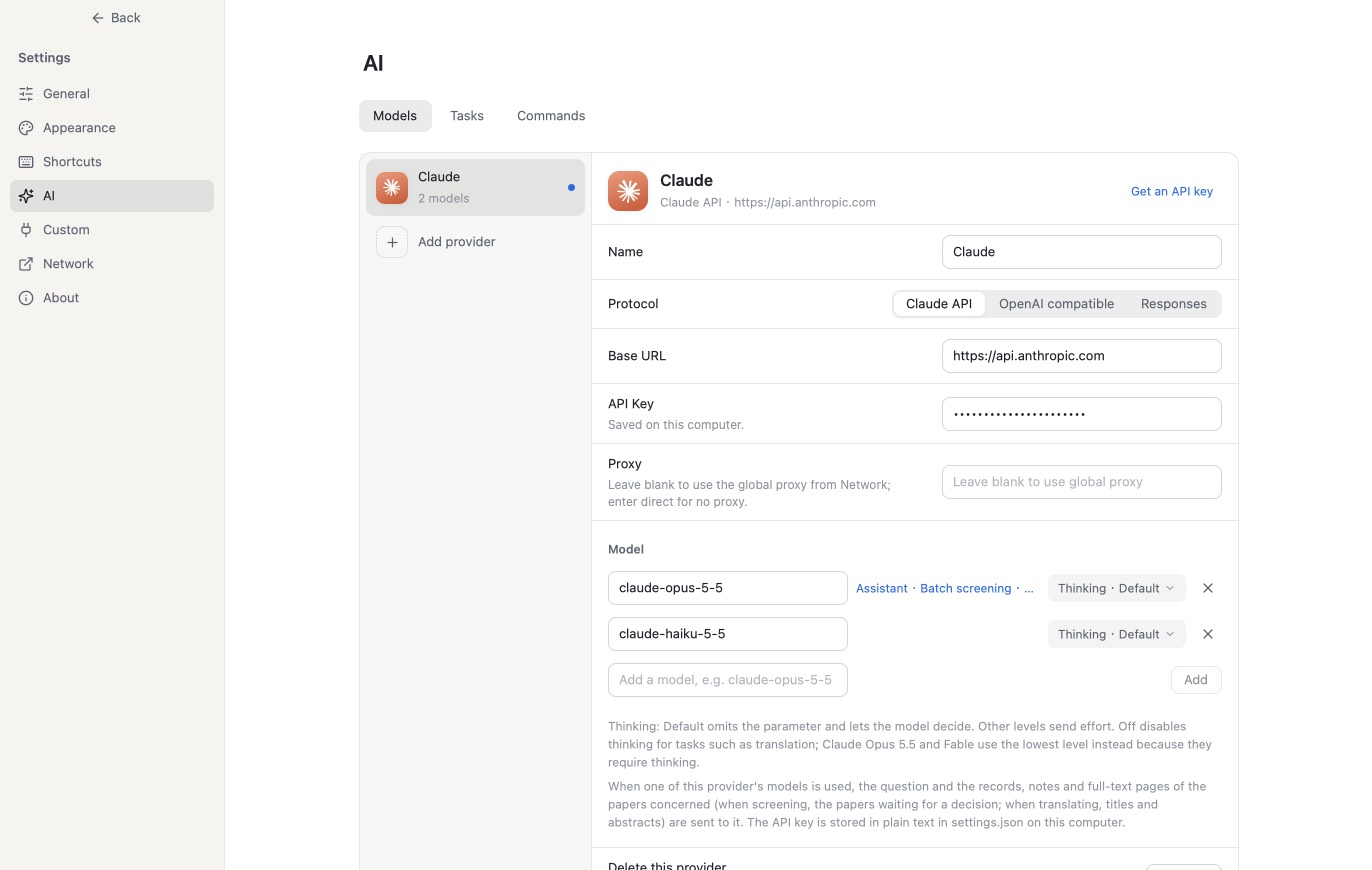 Back
Settings
General
Appearance
Shortcuts
AI
Custom
Network
About
AI
Models
Tasks
Commands
Claude
2 models
Add provider
Claude
Claude API · https://api.anthropic.com
Get an API key
Name
Claude
Protocol
Claude API
OpenAI compatible
Responses
Base URL
https://api.anthropic.com
API Key
Saved on this computer.
••••••••••••••••••••••
Proxy
Leave blank to use the global proxy from Network;
enter direct for no proxy.
Leave blank to use global proxy
Model
claude-opus-5-5
Assistant · Batch screening · ...
Thinking · Default
claude-haiku-5-5
Thinking · Default
Add a model, e.g. claude-opus-5-5
Add
Thinking: Default omits the parameter and lets the model decide. Other levels send effort. Off disables
thinking for tasks such as translation; Claude Opus 5.5 and Fable use the lowest level instead because they
require thinking.
When one of this provider's models is used, the question and the records, notes and full-text pages of the
papers concerned (when screening, the papers waiting for a decision; when translating, titles and
abstracts) are sent to it. The API key is stored in plain text in settings.json on this computer.
Delete this provider